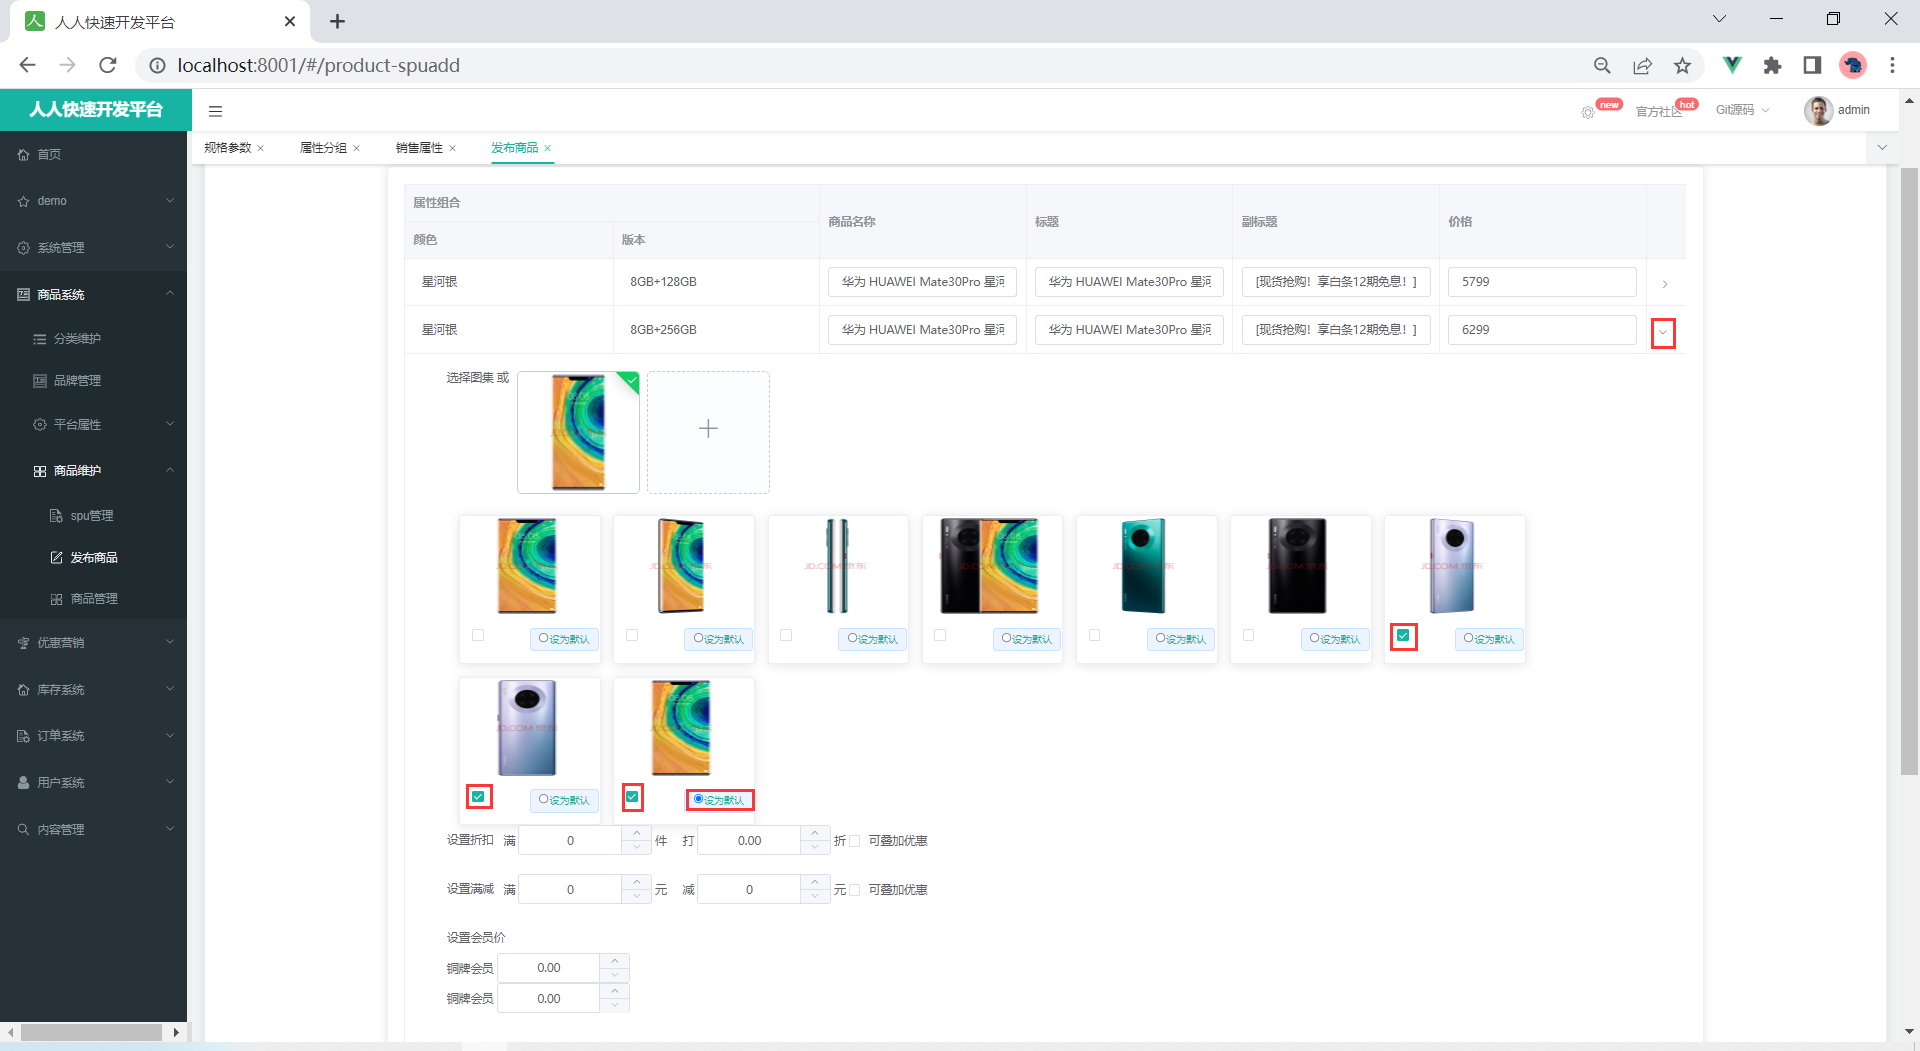 人人快速开发平台
localhost:8001/#/product-spuadd
人人快速开发平台
new
官方社区
hot
Git源码
admin
规格参数
属性分组
销售属性
发布商品
首页
demo
系统管理
商品系统
分类维护
品牌管理
平台属性
商品维护
spu管理
发布商品
商品管理
优惠营销
库存系统
订单系统
用户系统
内容管理
属性组合
商品名称 标题 副标题 价格
颜色 版本
星河银 8GB+128GB 华为 HUAWEI Mate30Pro 星河 华为 HUAWEI Mate30Pro 星河 [现货抢购！享白条12期免息！] 5799
星河银 8GB+256GB 华为 HUAWEI Mate30Pro 星河 华为 HUAWEI Mate30Pro 星河 [现货抢购！享白条12期免息！] 6299
选择图集 或
JD.COM 京东
设为默认 设为默认 设为默认 设为默认 设为默认 设为默认 设为默认
JD.COM 京东
设为默认 设为默认
设置折扣 满 0 件 打 0.00 折 可叠加优惠
设置满减 满 0 元 减 0 元 可叠加优惠
设置会员价
铜牌会员 0.00
铜牌会员 0.00